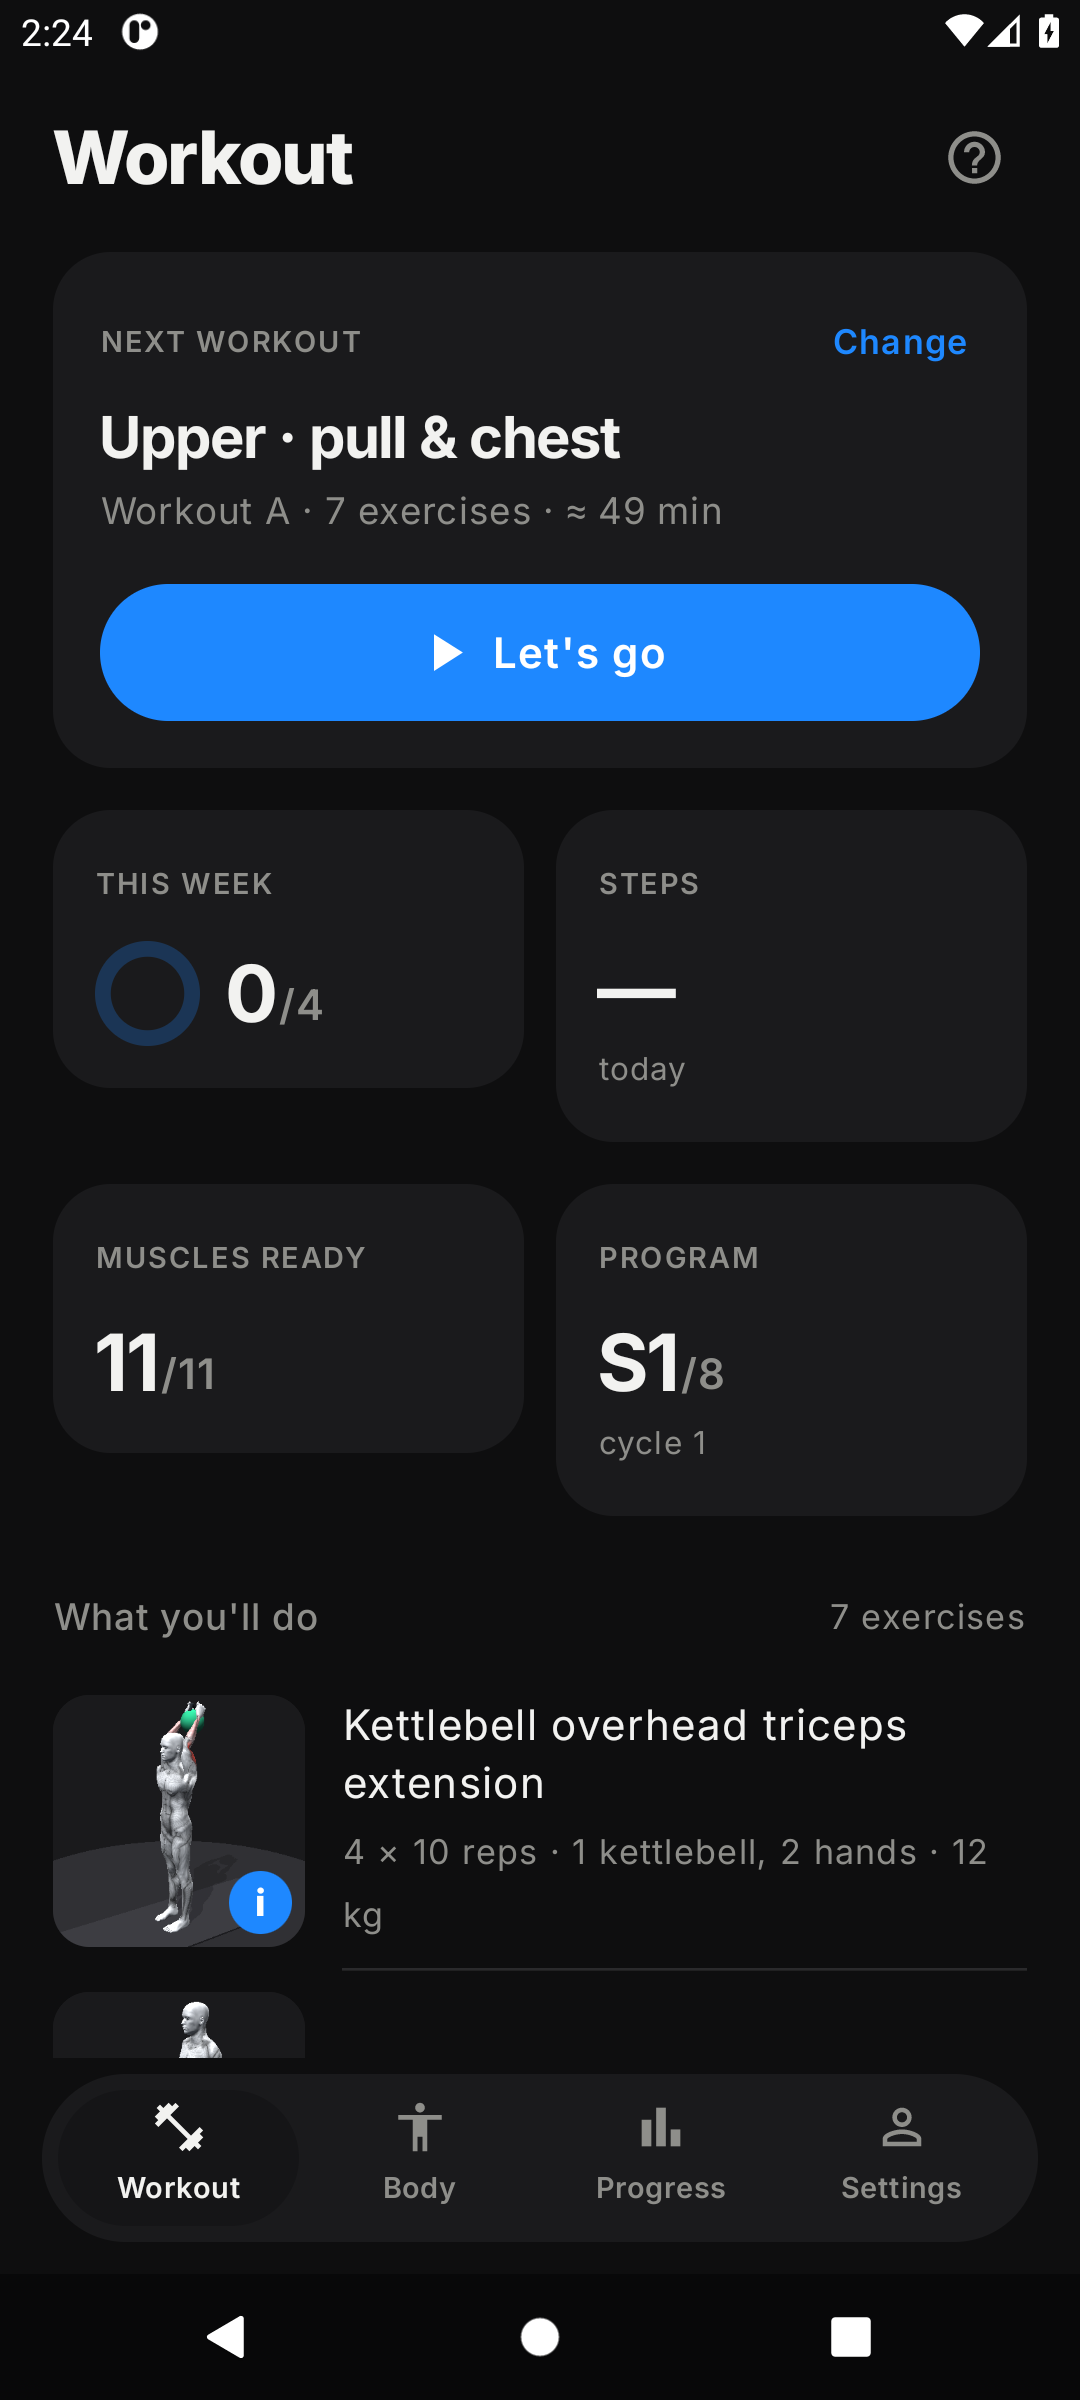 2:24
Workout
NEXT WORKOUT
Change
Upper · pull & chest
Workout A · 7 exercises · ≈ 49 min
Let's go
THIS WEEK
0/4
STEPS
—
today
MUSCLES READY
11/11
PROGRAM
S1/8
cycle 1
What you'll do
7 exercises
Kettlebell overhead triceps
extension
4 × 10 reps · 1 kettlebell, 2 hands · 12
kg
i
Workout
Body
Progress
Settings